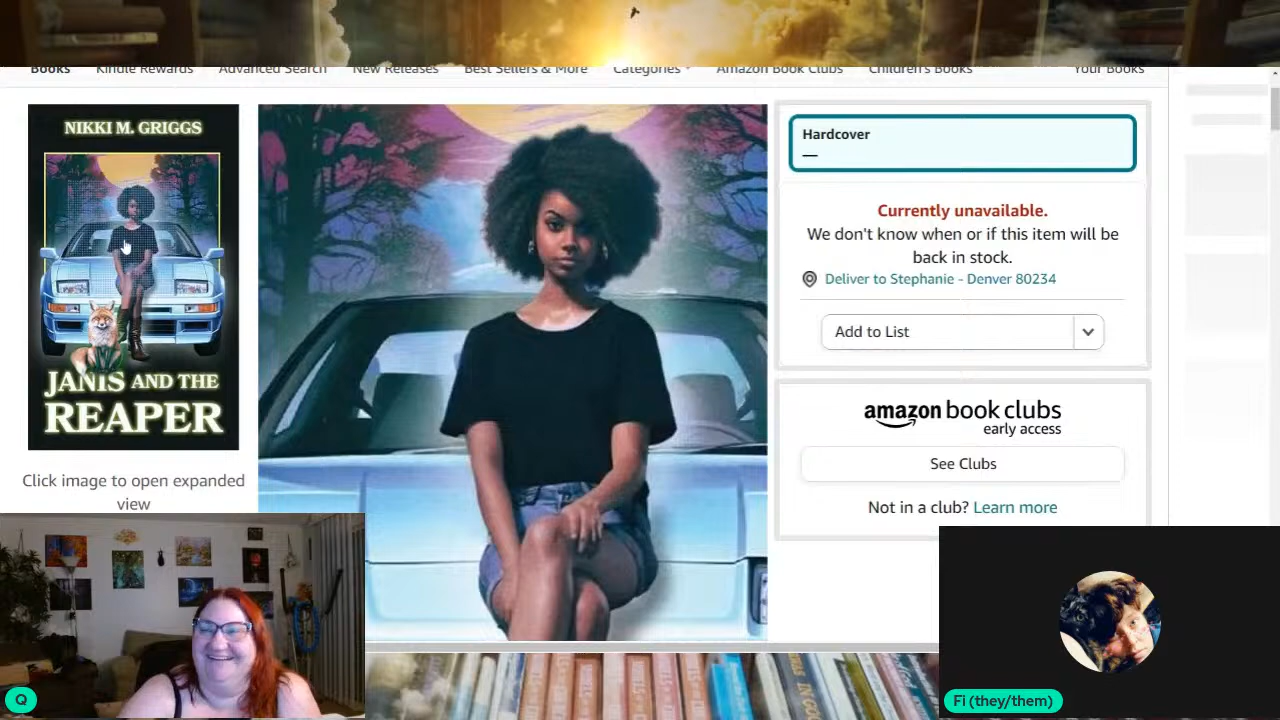 Books Kindle Rewards Advanced Search New Releases Best Sellers & More Categories Amazon Book Clubs Children's Books Your Books
NIKKI M. GRIGGS
JANIS AND THE
REAPER
Click image to open expanded
view
Hardcover
—
Currently unavailable.
We don't know when or if this item will be
back in stock.
Deliver to Stephanie - Denver 80234
Add to List
amazon book clubs
early access
See Clubs
Not in a club? Learn more
Q
Fi (they/them)